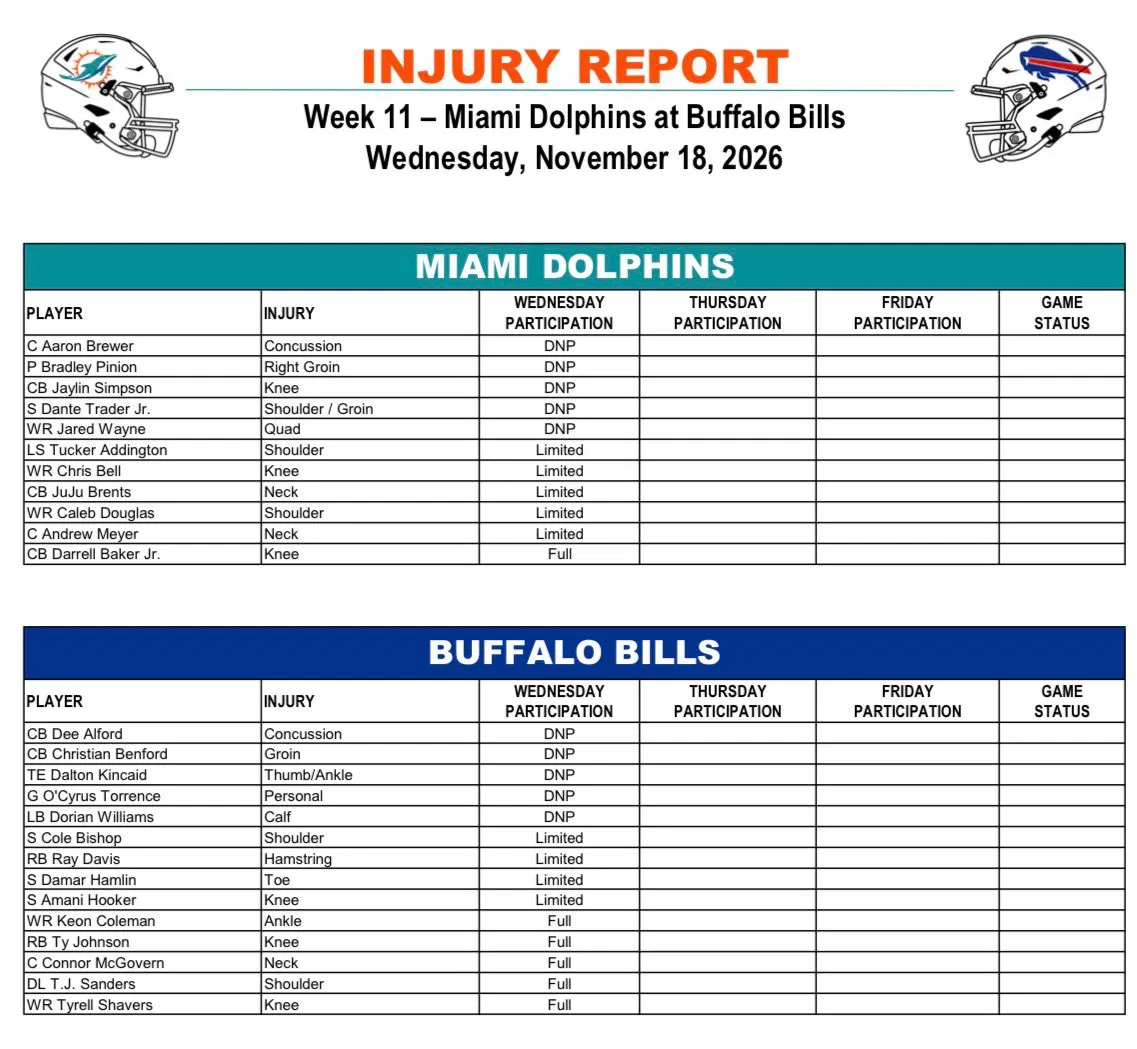 INJURY REPORT
Week 11 – Miami Dolphins at Buffalo Bills
Wednesday, November 18, 2026
MIAMI DOLPHINS
PLAYER INJURY WEDNESDAY PARTICIPATION THURSDAY PARTICIPATION FRIDAY PARTICIPATION GAME STATUS
C Aaron Brewer Concussion DNP
P Bradley Pinion Right Groin DNP
CB Jaylin Simpson Knee DNP
S Dante Trader Jr. Shoulder / Groin DNP
WR Jared Wayne Quad DNP
LS Tucker Addington Shoulder Limited
WR Chris Bell Knee Limited
CB JuJu Brents Neck Limited
WR Caleb Douglas Shoulder Limited
C Andrew Meyer Neck Limited
CB Darrell Baker Jr. Knee Full
BUFFALO BILLS
PLAYER INJURY WEDNESDAY PARTICIPATION THURSDAY PARTICIPATION FRIDAY PARTICIPATION GAME STATUS
CB Dee Alford Concussion DNP
CB Christian Benford Groin DNP
TE Dalton Kincaid Thumb/Ankle DNP
G O'Cyrus Torrence Personal DNP
LB Dorian Williams Calf DNP
S Cole Bishop Shoulder Limited
RB Ray Davis Hamstring Limited
S Damar Hamlin Toe Limited
S Amani Hooker Knee Limited
WR Keon Coleman Ankle Full
RB Ty Johnson Knee Full
C Connor McGovern Neck Full
DL T.J. Sanders Shoulder Full
WR Tyrell Shavers Knee Full